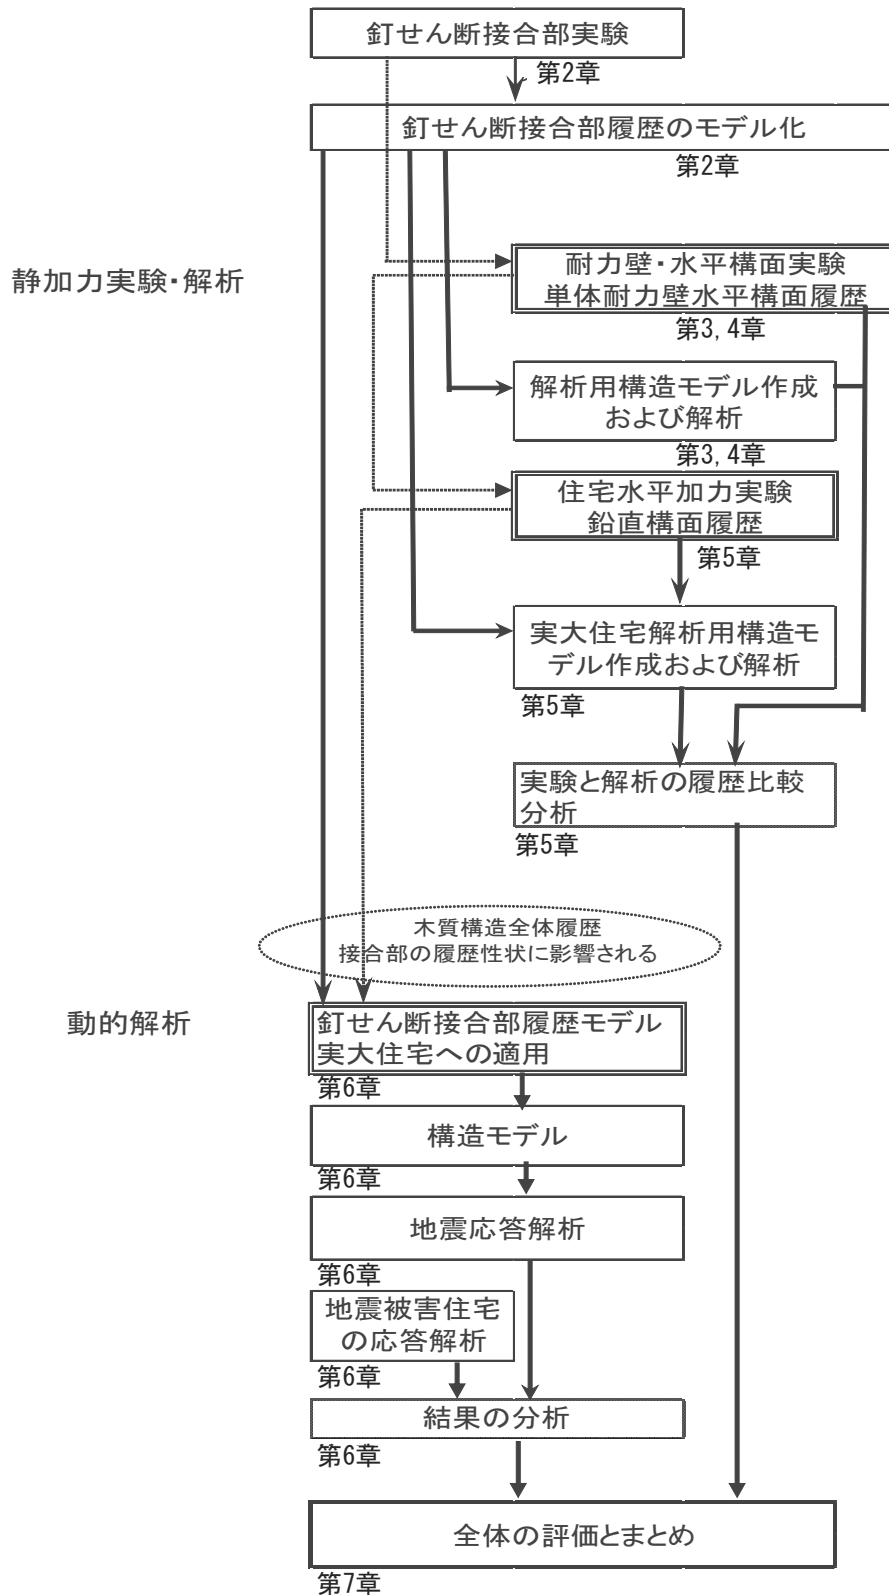 釘せん断接合部実験
第2章
釘せん断接合部履歴のモデル化
第2章
静加力実験・解析
耐力壁・水平構面実験
単体耐力壁水平構面履歴
第3, 4章
解析用構造モデル作成
および解析
第3, 4章
住宅水平加力実験
鉛直構面履歴
第5章
実大住宅解析用構造モ
デル作成および解析
第5章
実験と解析の履歴比較
分析
第5章
木質構造全体履歴
接合部の履歴性状に影響される
動的解析
釘せん断接合部履歴モデル
実大住宅への適用
第6章
構造モデル
第6章
地震応答解析
第6章
地震被害住宅
の応答解析
第6章
結果の分析
第6章
全体の評価とまとめ
第7章